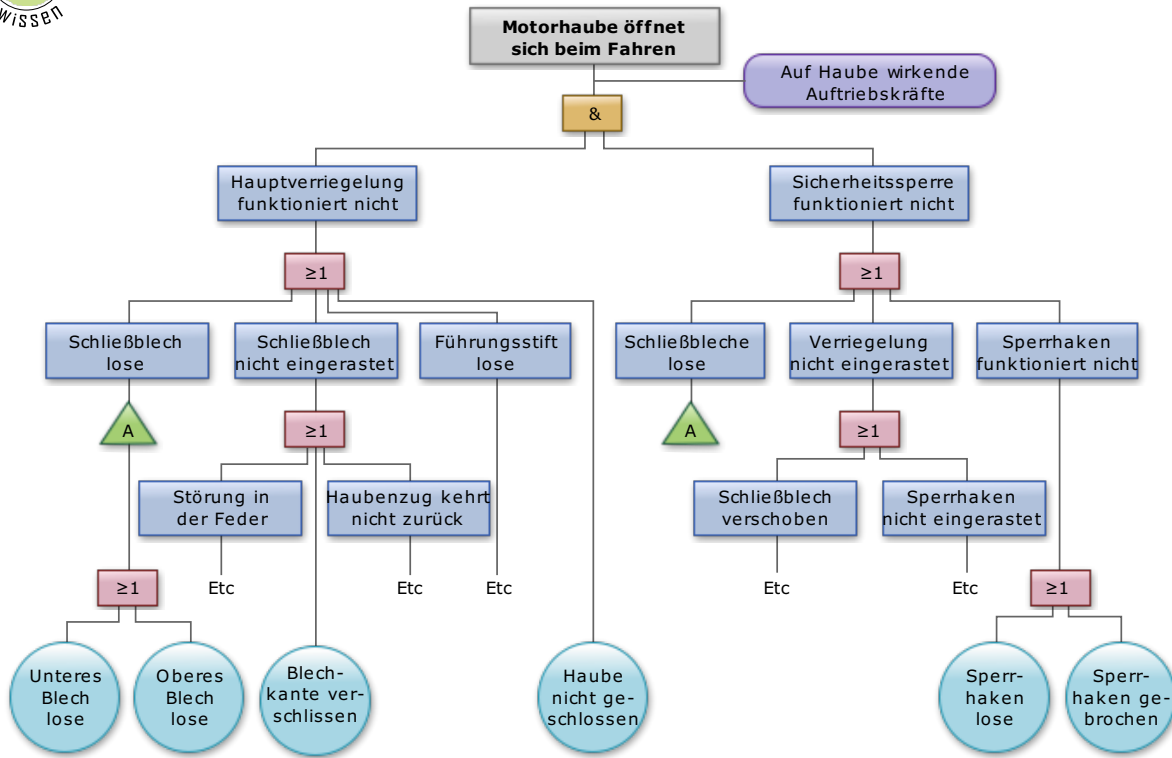 wissen
Motorhaube öffnet
sich beim Fahren
Auf Haube wirkende
Auftriebskräfte
&
Hauptverriegelung
funktioniert nicht
Sicherheitssperre
funktioniert nicht
≥1
≥1
Schließblech
lose
Schließblech
nicht eingerastet
Führungsstift
lose
Schließbleche
lose
Verriegelung
nicht eingerastet
Sperrhaken
funktioniert nicht
A
≥1
A
≥1
Störung in
der Feder
Haubenzug kehrt
nicht zurück
Schließblech
verschoben
Sperrhaken
nicht eingerastet
≥1
Etc
Etc
Etc
Etc
Etc
≥1
Unteres
Blech
lose
Oberes
Blech
lose
Blech-
kante ver-
schlissen
Haube
nicht ge-
schlossen
Sperr-
haken
lose
Sperr-
haken ge-
brochen